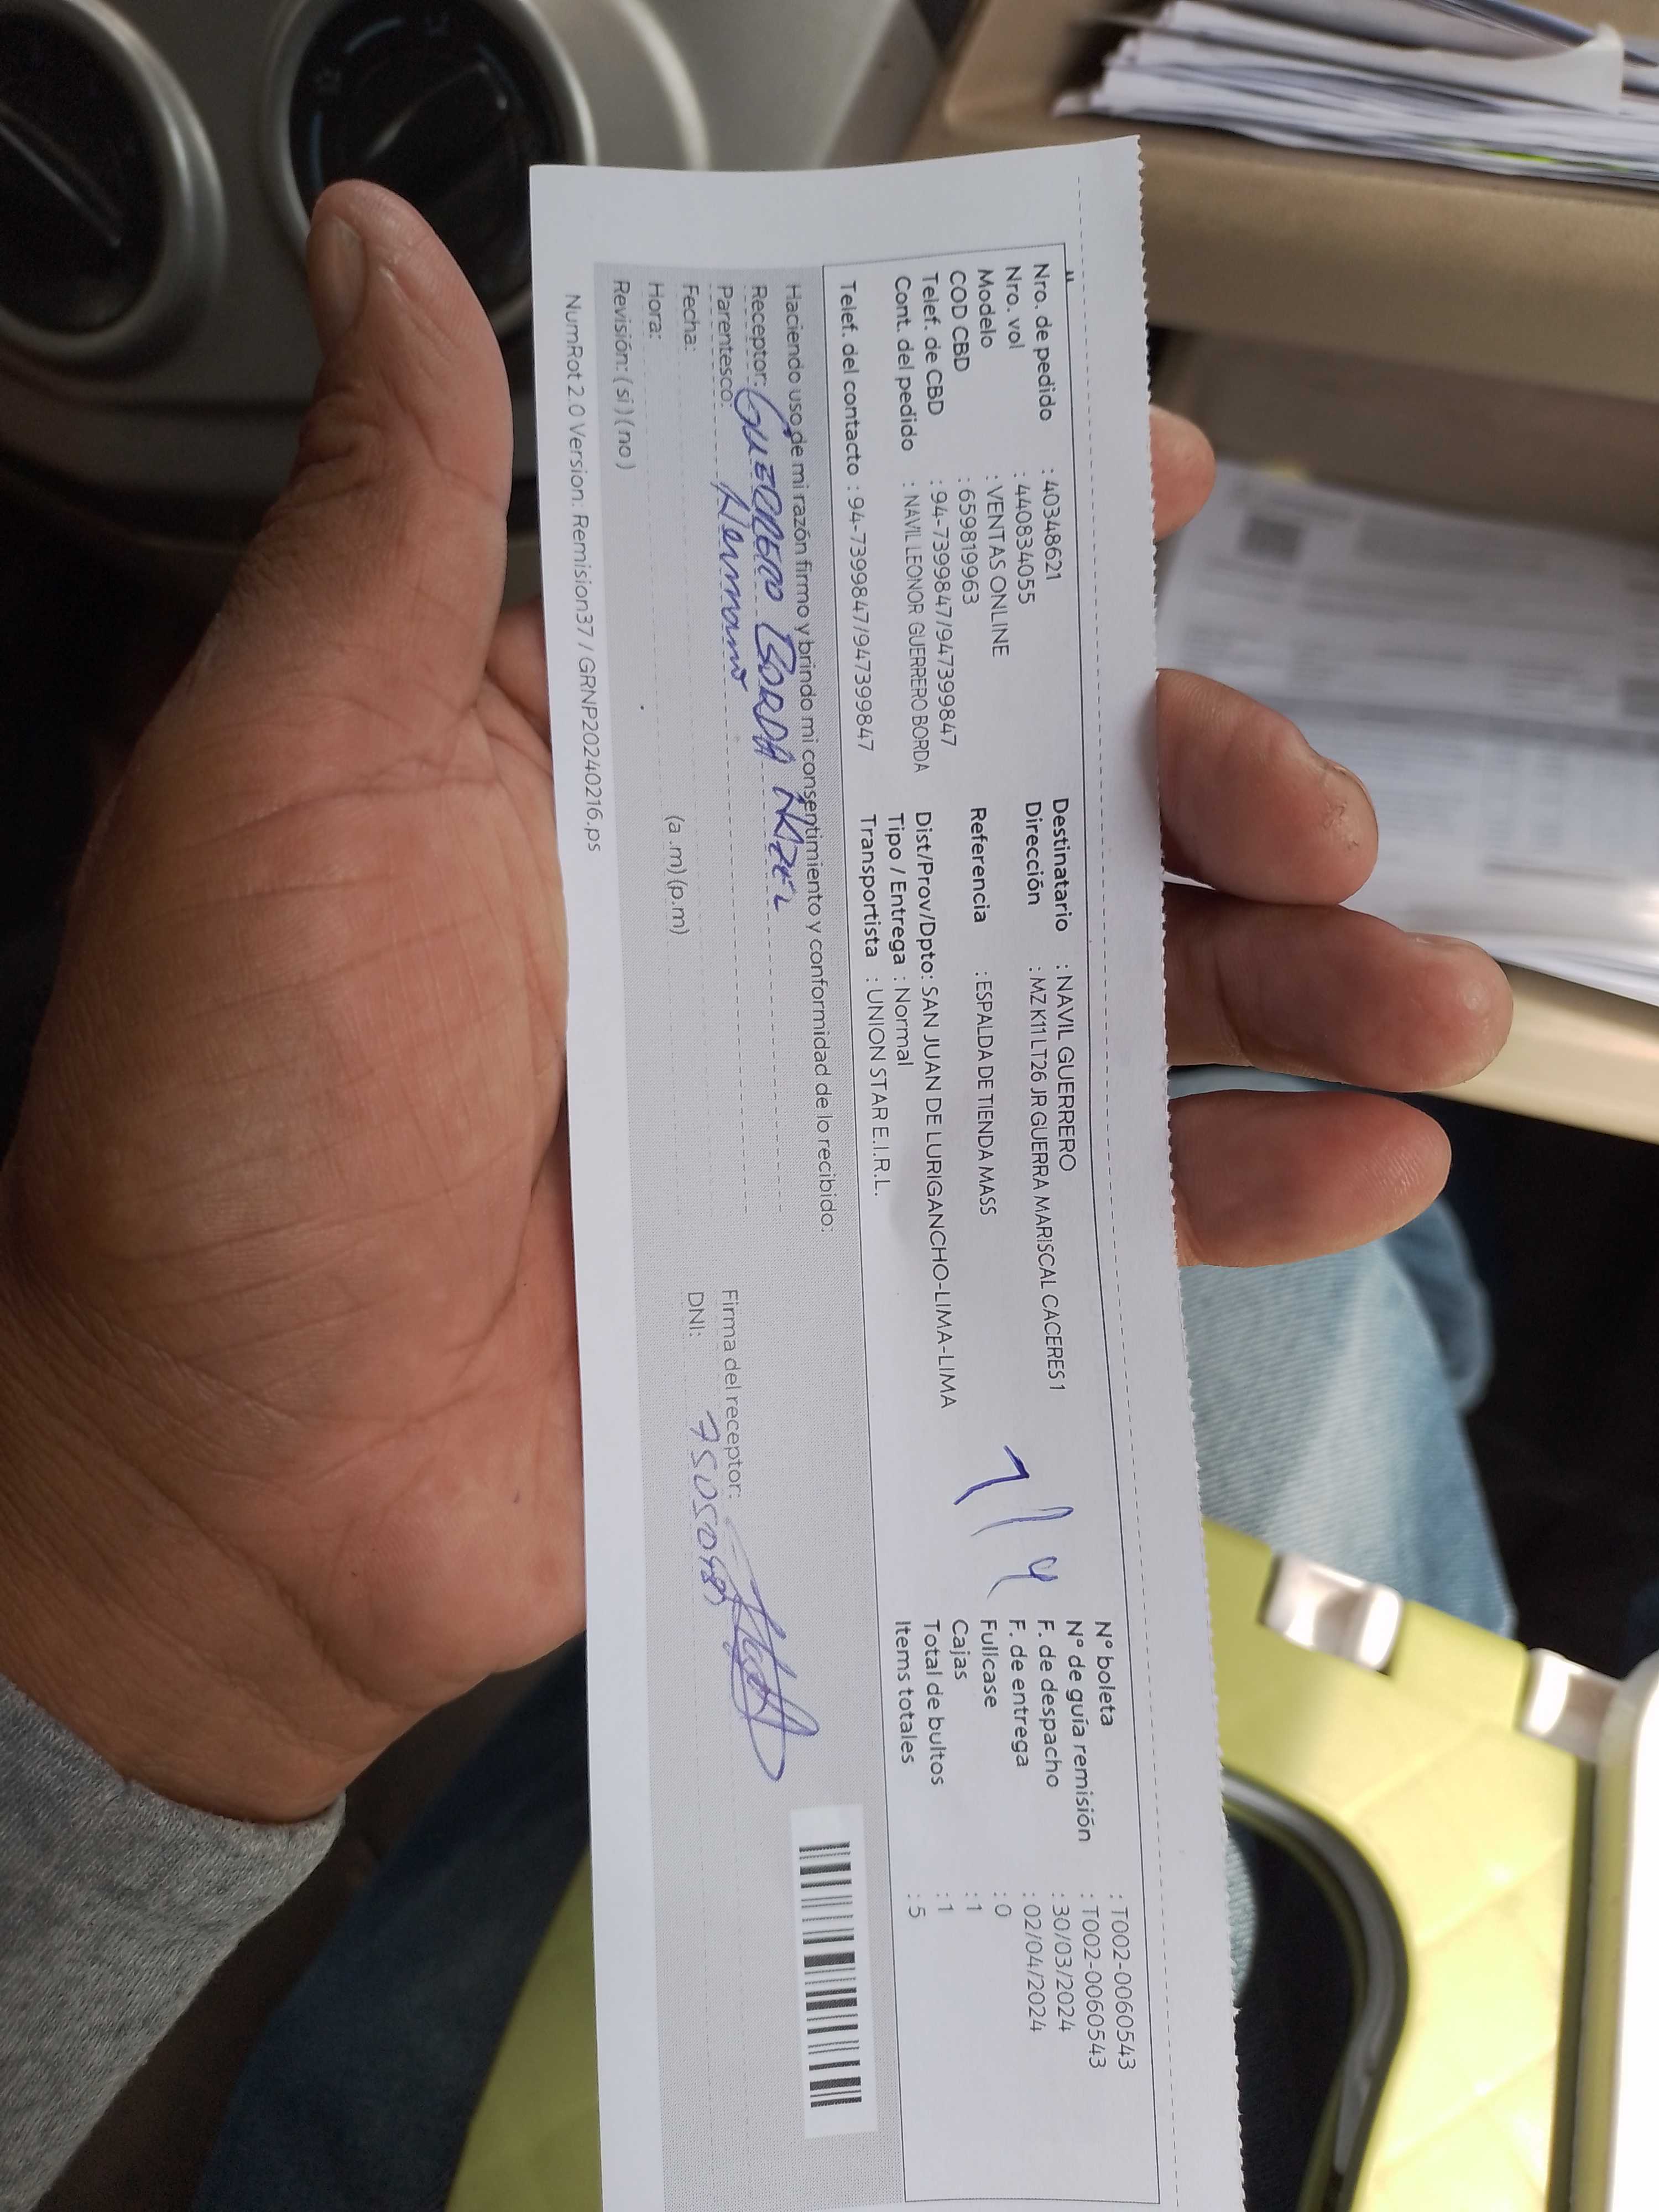 Nro. de pedido : 40348621
Nro. vol : 440834055
Modelo : VENTAS ONLINE
COD CBD : 659819963
Telef. de CBD : 94-7399847/947399847
Cont. del pedido : NAVIL LEONOR GUERRERO BORDA
Telef. del contacto : 94-7399847/947399847
Destinatario : NAVIL GUERRERO
Dirección : MZ K11 LT26 JR GUERRA MARISCAL CACERES 1
Referencia : ESPALDA DE TIENDA MASS
Dist/Prov/Dpto: SAN JUAN DE LURIGANCHO-LIMA-LIMA
Tipo / Entrega : Normal
Transportista : UNION STAR E.I.R.L.
N° boleta : T002-0060543
N° de guía remisión : T002-0060543
F. de despacho : 30/03/2024
F. de entrega : 02/04/2024
Fullcase : 0
Cajas : 1
Total de bultos : 1
Items totales : 5
Haciendo uso de mi razón firmo y brindo mi consentimiento y conformidad de lo recibido:
Receptor: GUERRERO BORDA
Parentesco: Hermano
Fecha:
Hora: (a .m) (p.m)
Revisión: ( si ) ( no )
Firma del receptor:
DNI:
NumRot 2.0 Version: Remision37 / GRNP20240216.ps